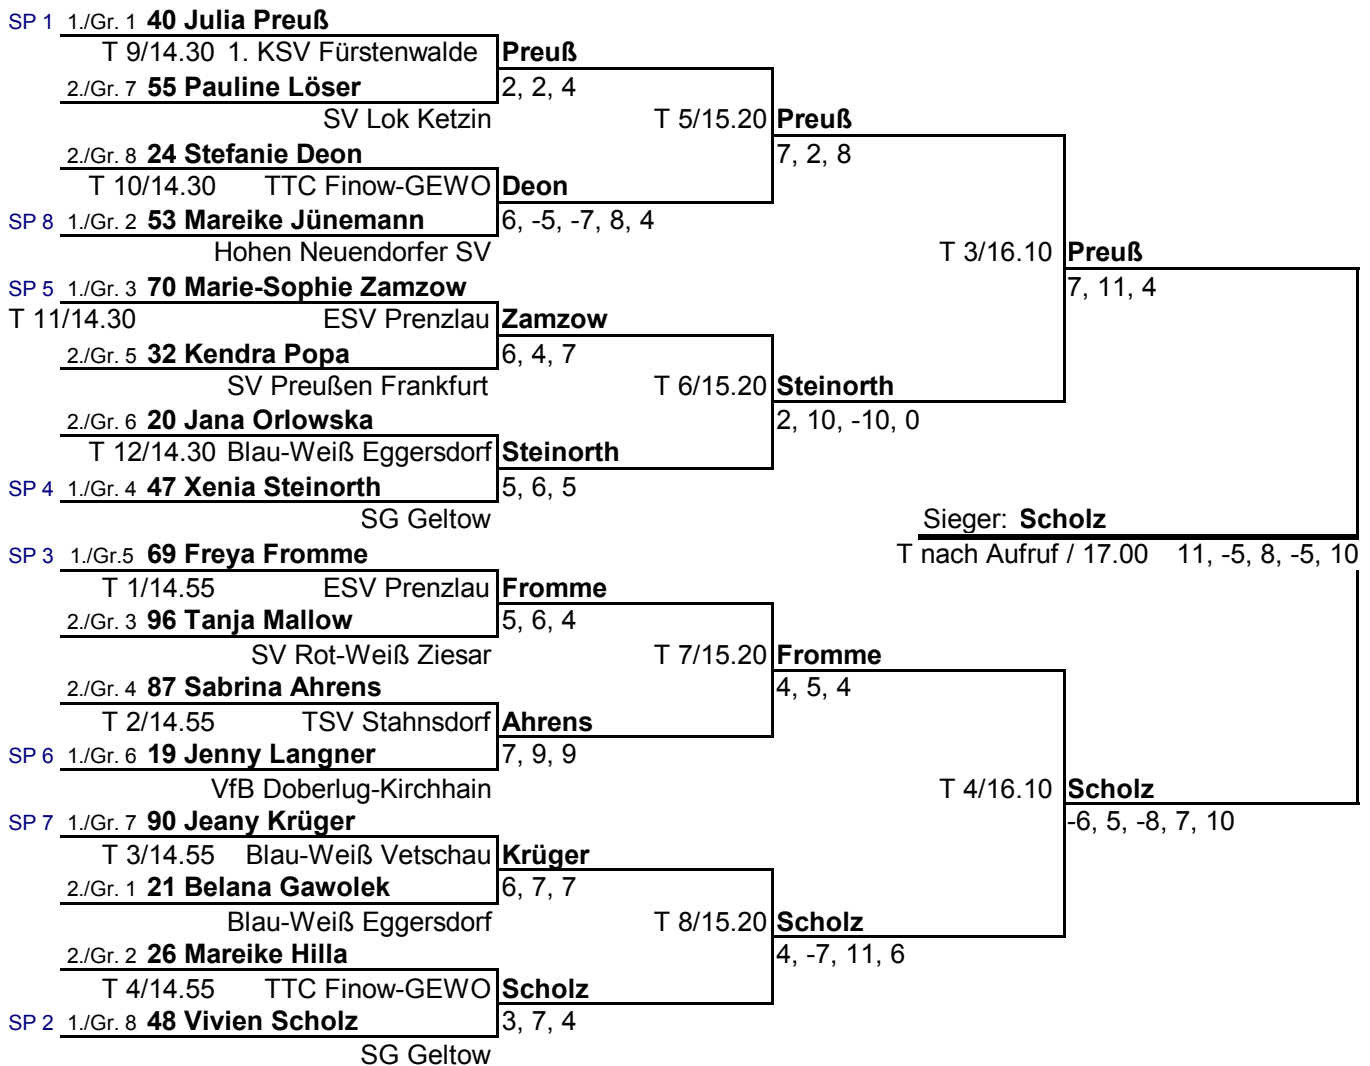 SP 1 1./Gr. 1 40 Julia Preuß
T 9/14.30 1. KSV Fürstenwalde Preuß
2./Gr. 7 55 Pauline Löser 2, 2, 4
SV Lok Ketzin T 5/15.20 Preuß
2./Gr. 8 24 Stefanie Deon 7, 2, 8
T 10/14.30 TTC Finow-GEWO Deon
SP 8 1./Gr. 2 53 Mareike Jünemann 6, -5, -7, 8, 4
Hohen Neuendorfer SV T 3/16.10 Preuß
SP 5 1./Gr. 3 70 Marie-Sophie Zamzow 7, 11, 4
T 11/14.30 ESV Prenzlau Zamzow
2./Gr. 5 32 Kendra Popa 6, 4, 7
SV Preußen Frankfurt T 6/15.20 Steinorth
2./Gr. 6 20 Jana Orlowska 2, 10, -10, 0
T 12/14.30 Blau-Weiß Eggersdorf Steinorth
SP 4 1./Gr. 4 47 Xenia Steinorth 5, 6, 5
SG Geltow Sieger: Scholz
SP 3 1./Gr.5 69 Freya Fromme T nach Aufruf / 17.00 11, -5, 8, -5, 10
T 1/14.55 ESV Prenzlau Fromme
2./Gr. 3 96 Tanja Mallow 5, 6, 4
SV Rot-Weiß Ziesar T 7/15.20 Fromme
2./Gr. 4 87 Sabrina Ahrens 4, 5, 4
T 2/14.55 TSV Stahnsdorf Ahrens
SP 6 1./Gr. 6 19 Jenny Langner 7, 9, 9
VfB Doberlug-Kirchhain T 4/16.10 Scholz
SP 7 1./Gr. 7 90 Jeany Krüger -6, 5, -8, 7, 10
T 3/14.55 Blau-Weiß Vetschau Krüger
2./Gr. 1 21 Belana Gawolek 6, 7, 7
Blau-Weiß Eggersdorf T 8/15.20 Scholz
2./Gr. 2 26 Mareike Hilla 4, -7, 11, 6
T 4/14.55 TTC Finow-GEWO Scholz
SP 2 1./Gr. 8 48 Vivien Scholz 3, 7, 4
SG Geltow